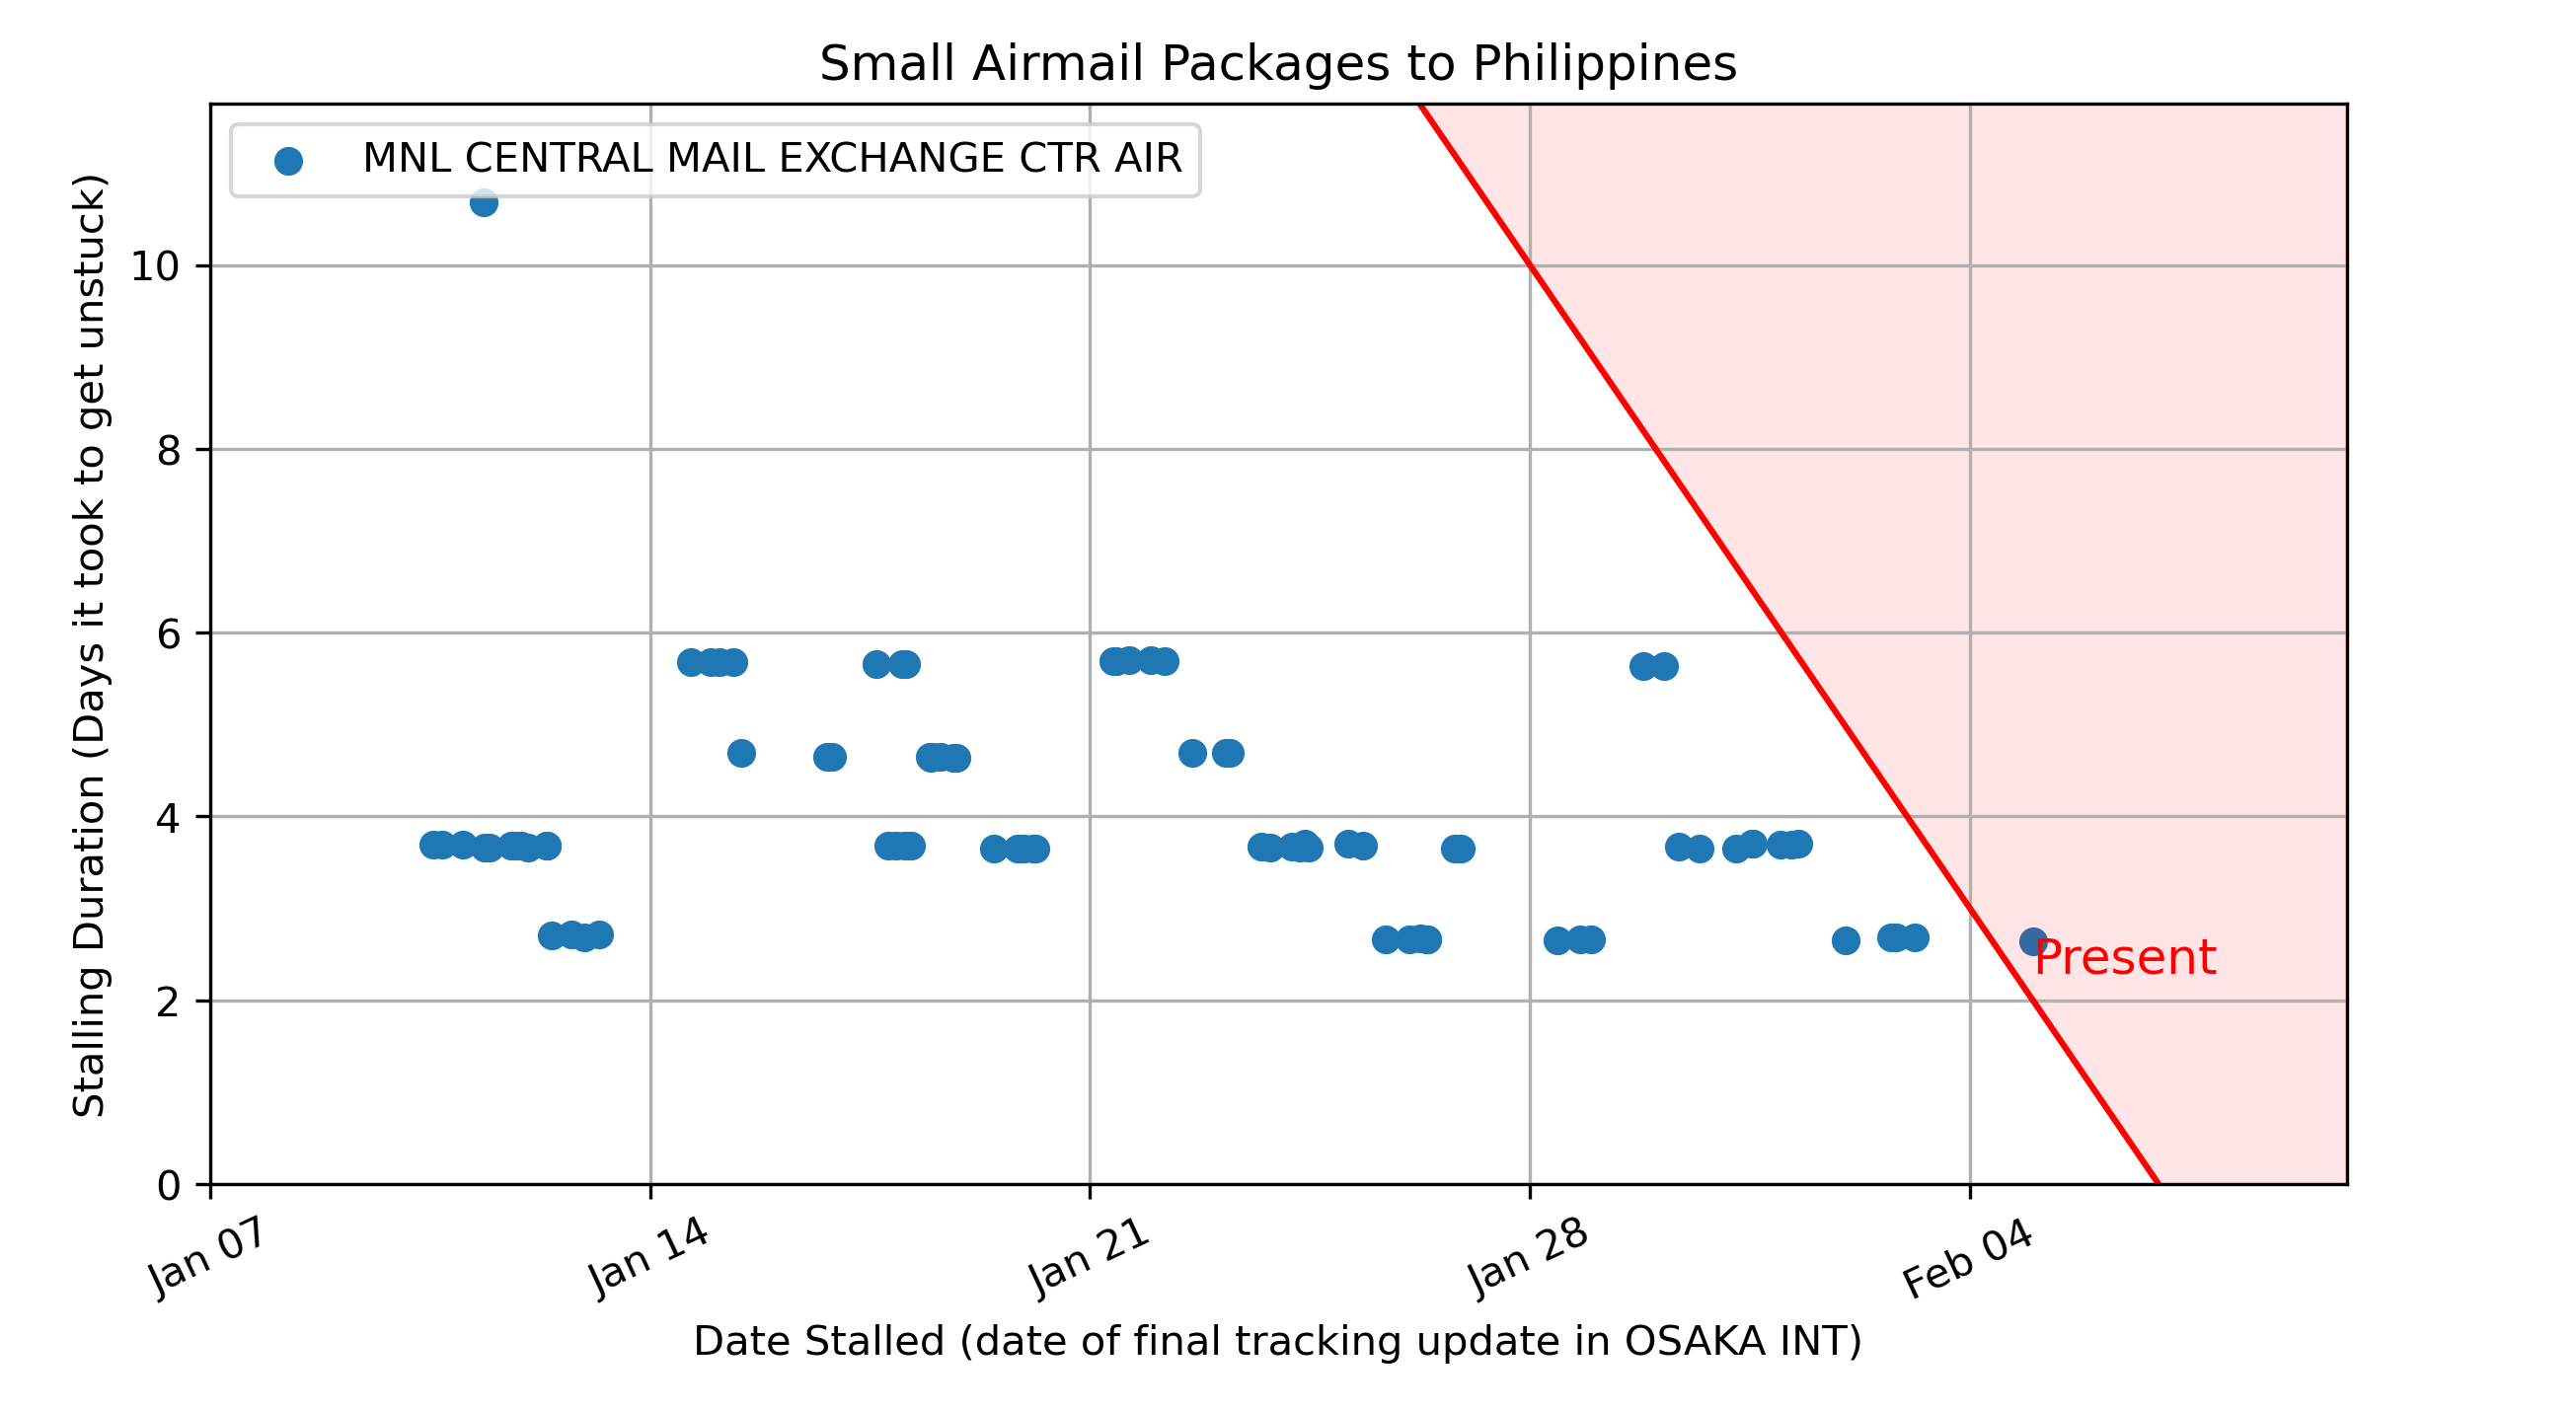 Small Airmail Packages to Philippines
MNL CENTRAL MAIL EXCHANGE CTR AIR
Stalling Duration (Days it took to get unstuck)
10
8
6
4
2
0
Present
Jan 07
Jan 14
Jan 21
Jan 28
Feb 04
Date Stalled (date of final tracking update in OSAKA INT)